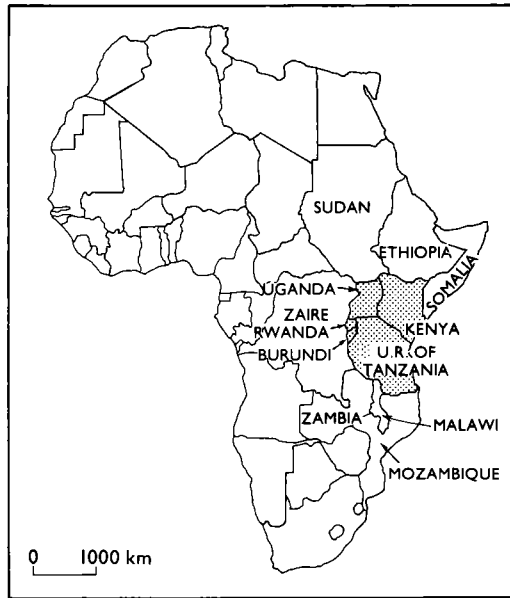 SUDAN
ETHIOPIA
SOMALIA
UGANDA
ZAIRE
KENYA
RWANDA
BURUNDI
U.R. OF
TANZANIA
ZAMBIA
MALAWI
MOZAMBIQUE
0 1000 km